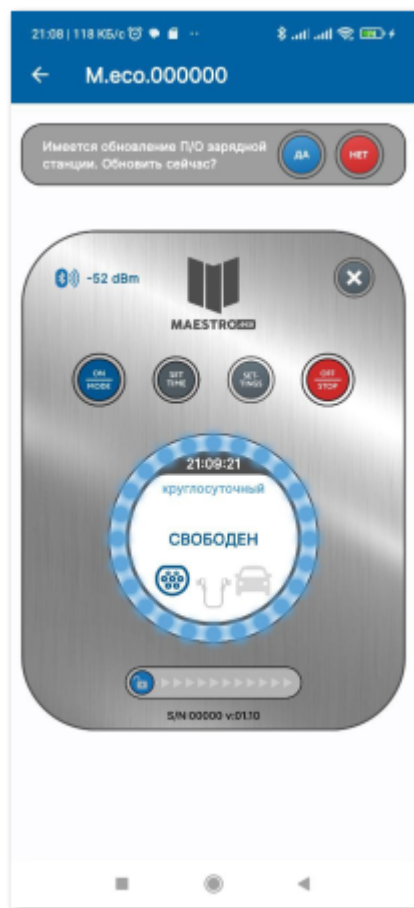 21:08 | 118 КБ/с
M.eco.000000
Имеется обновление П/О зарядной
станции. Обновить сейчас?
ДА
НЕТ
-52 dBm
MAESTRO
ON
MODE
SET
TIME
SET-
TINGS
OFF
STOP
21:09:21
круглосуточный
СВОБОДЕН
S/N 00000 v:01.10